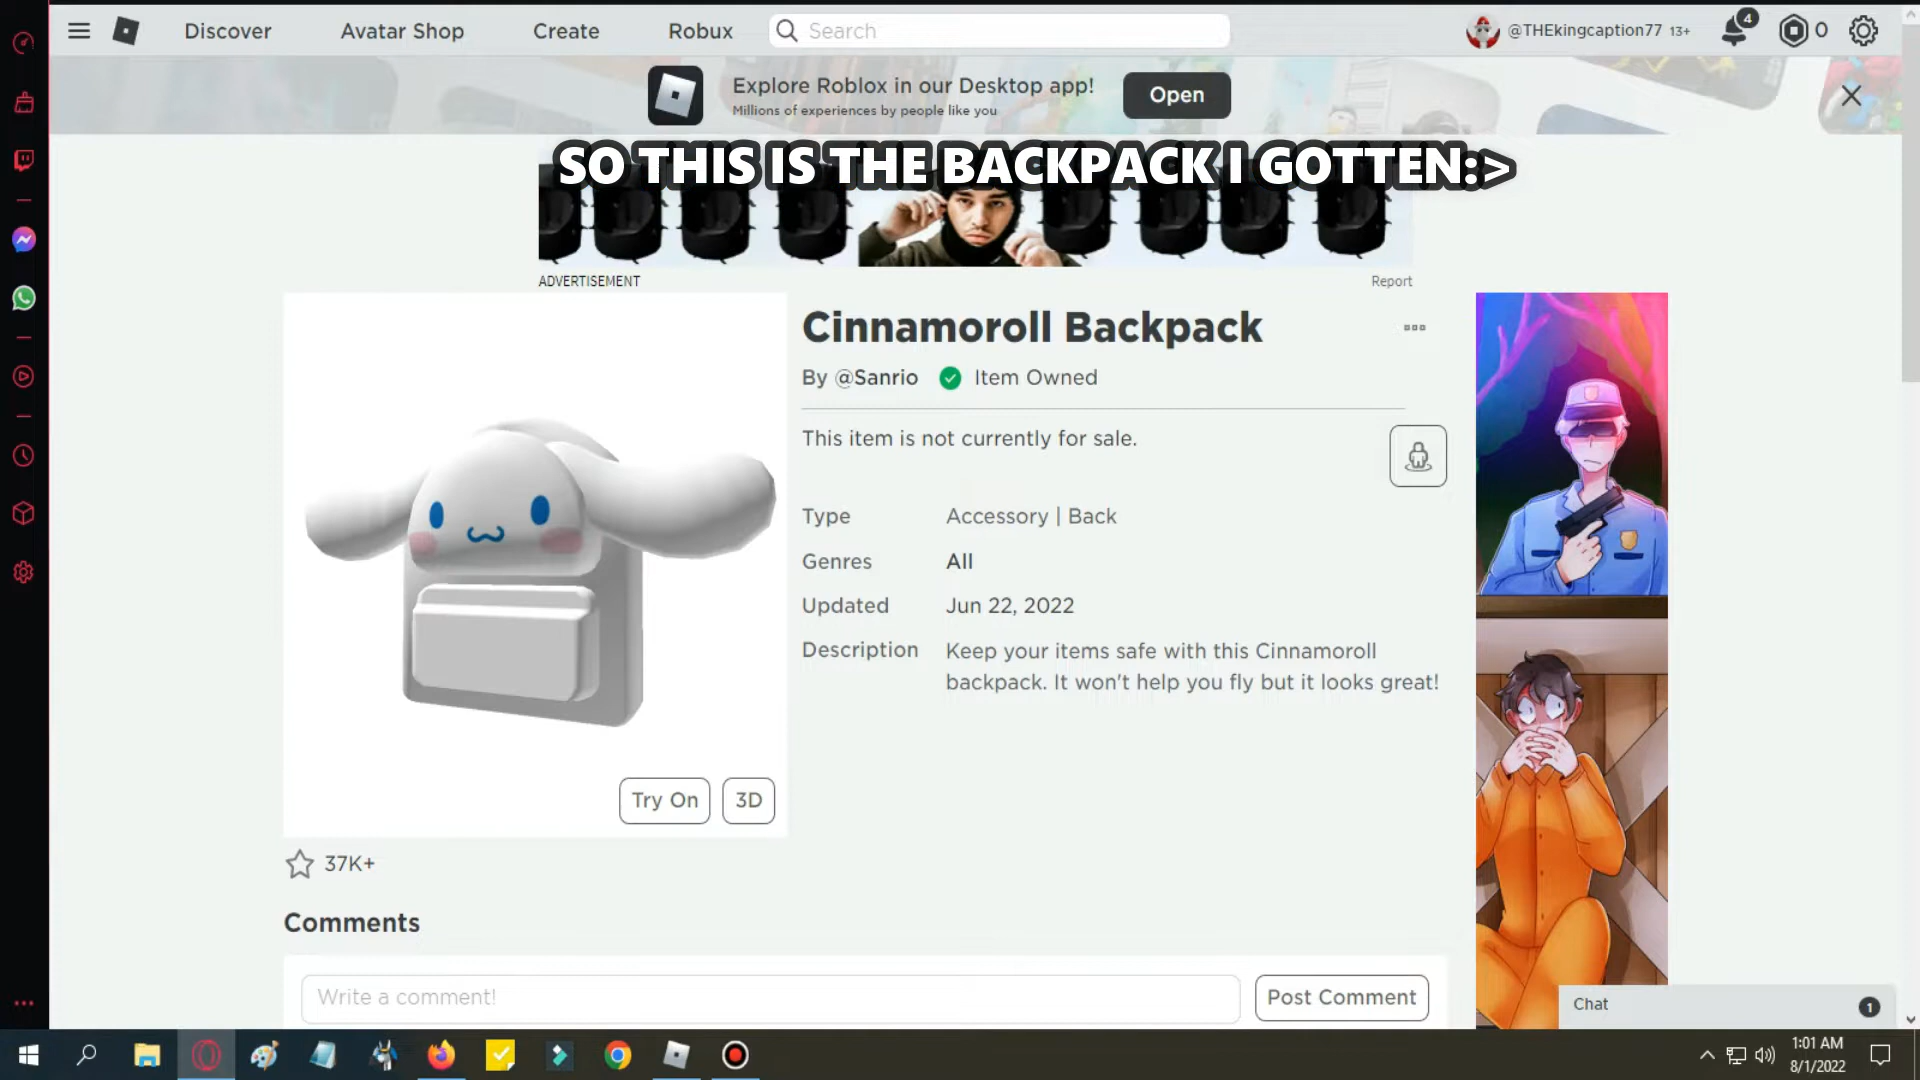 Discover
Avatar Shop
Create
Robux
Search
@THEkingcaption77 13+
4
0
Explore Roblox in our Desktop app!
Millions of experiences by people like you
Open
SO THIS IS THE BACKPACK I GOTTEN:>
ADVERTISEMENT
Report
Cinnamoroll Backpack
By @Sanrio
Item Owned
This item is not currently for sale.
Type
Accessory | Back
Genres
All
Updated
Jun 22, 2022
Description
Keep your items safe with this Cinnamoroll
backpack. It won't help you fly but it looks great!
Try On
3D
37K+
Comments
Write a comment!
Post Comment
Chat
1
1:01 AM
8/1/2022